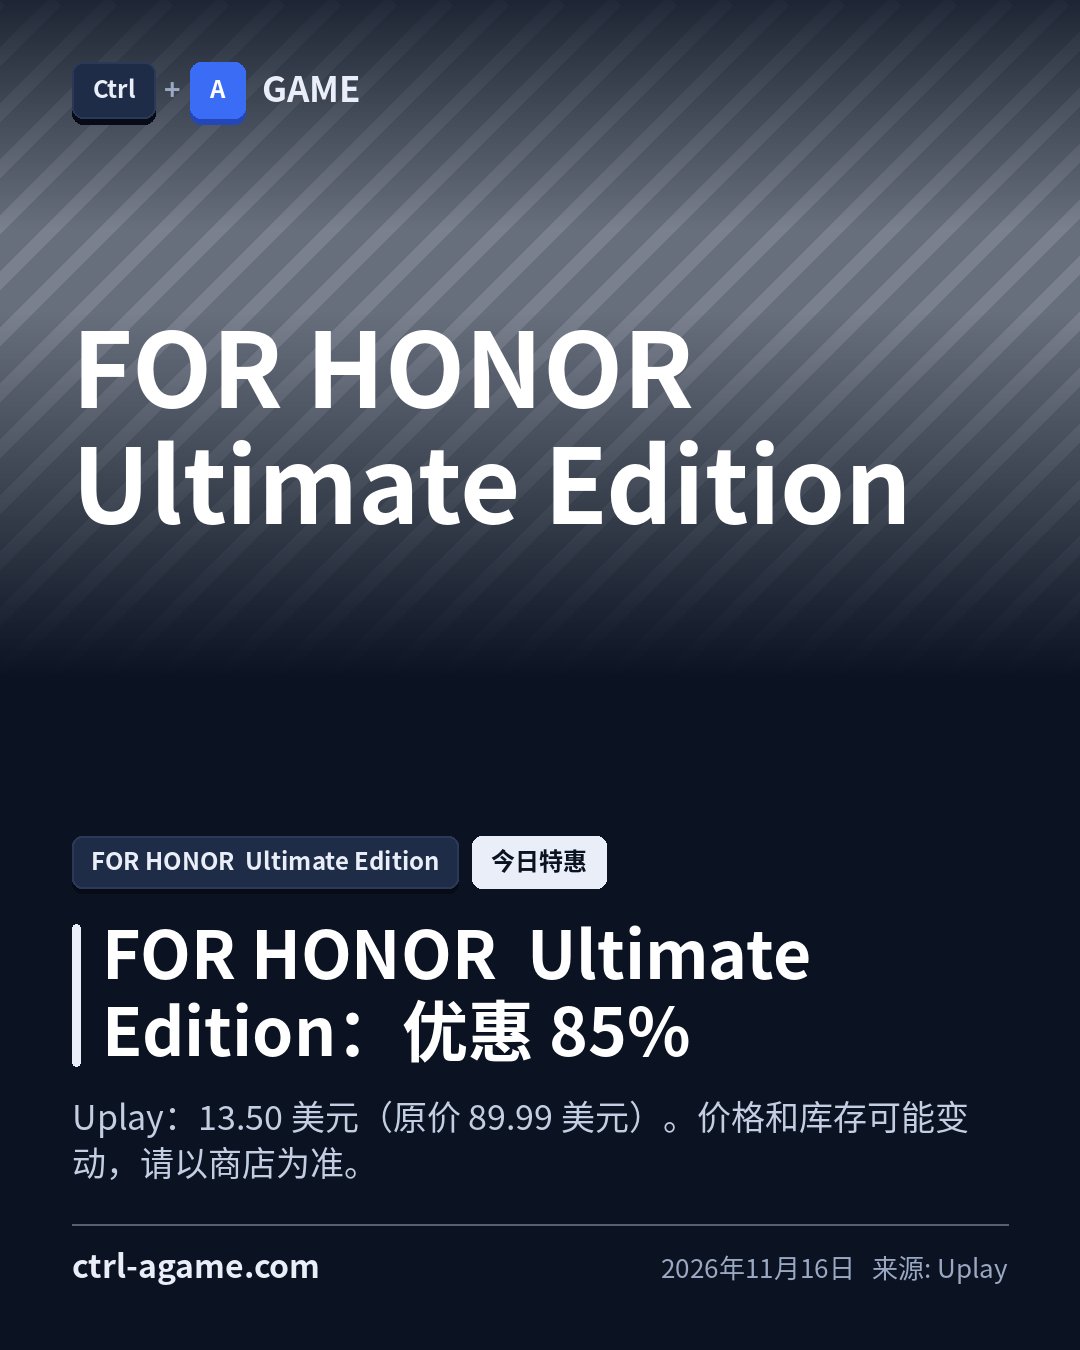 Ctrl + A GAME
FOR HONOR
Ultimate Edition
FOR HONOR  Ultimate Edition
今日特惠
FOR HONOR  Ultimate
Edition：优惠 85%
Uplay：13.50 美元（原价 89.99 美元）。价格和库存可能变
动，请以商店为准。
ctrl-agame.com
2026年11月16日  来源: Uplay